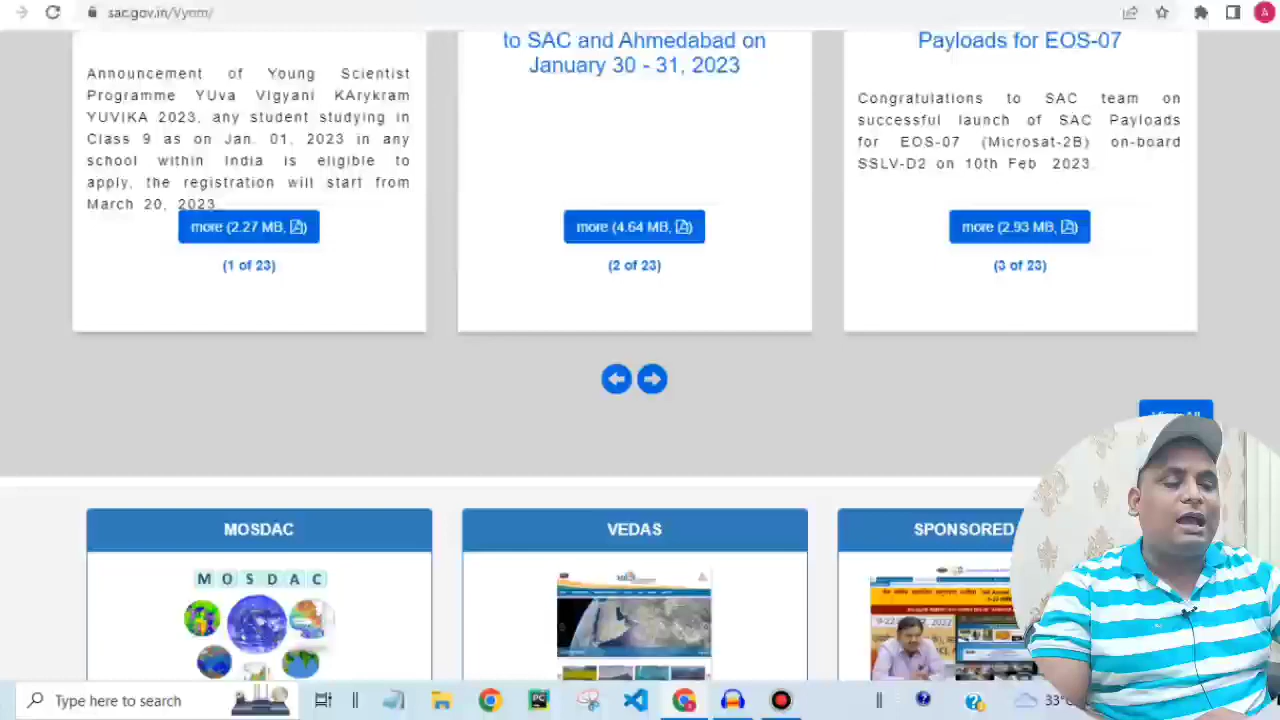 sac.gov.in/Vyom/
A
Announcement of Young Scientist
Programme YUva VIgyani KArykram
YUVIKA 2023, any student studying in
Class 9 as on Jan. 01, 2023 in any
school within India is eligible to
apply, the registration will start from
March 20, 2023
more (2.27 MB, )
(1 of 23)
to SAC and Ahmedabad on
January 30 - 31, 2023
more (4.64 MB, )
(2 of 23)
Payloads for EOS-07
Congratulations to SAC team on
successful launch of SAC Payloads
for EOS-07 (Microsat-2B) on-board
SSLV-D2 on 10th Feb 2023.
more (2.93 MB, )
(3 of 23)
View All
MOSDAC
MOSDAC
VEDAS
SPONSORED
Type here to search
PC
33°